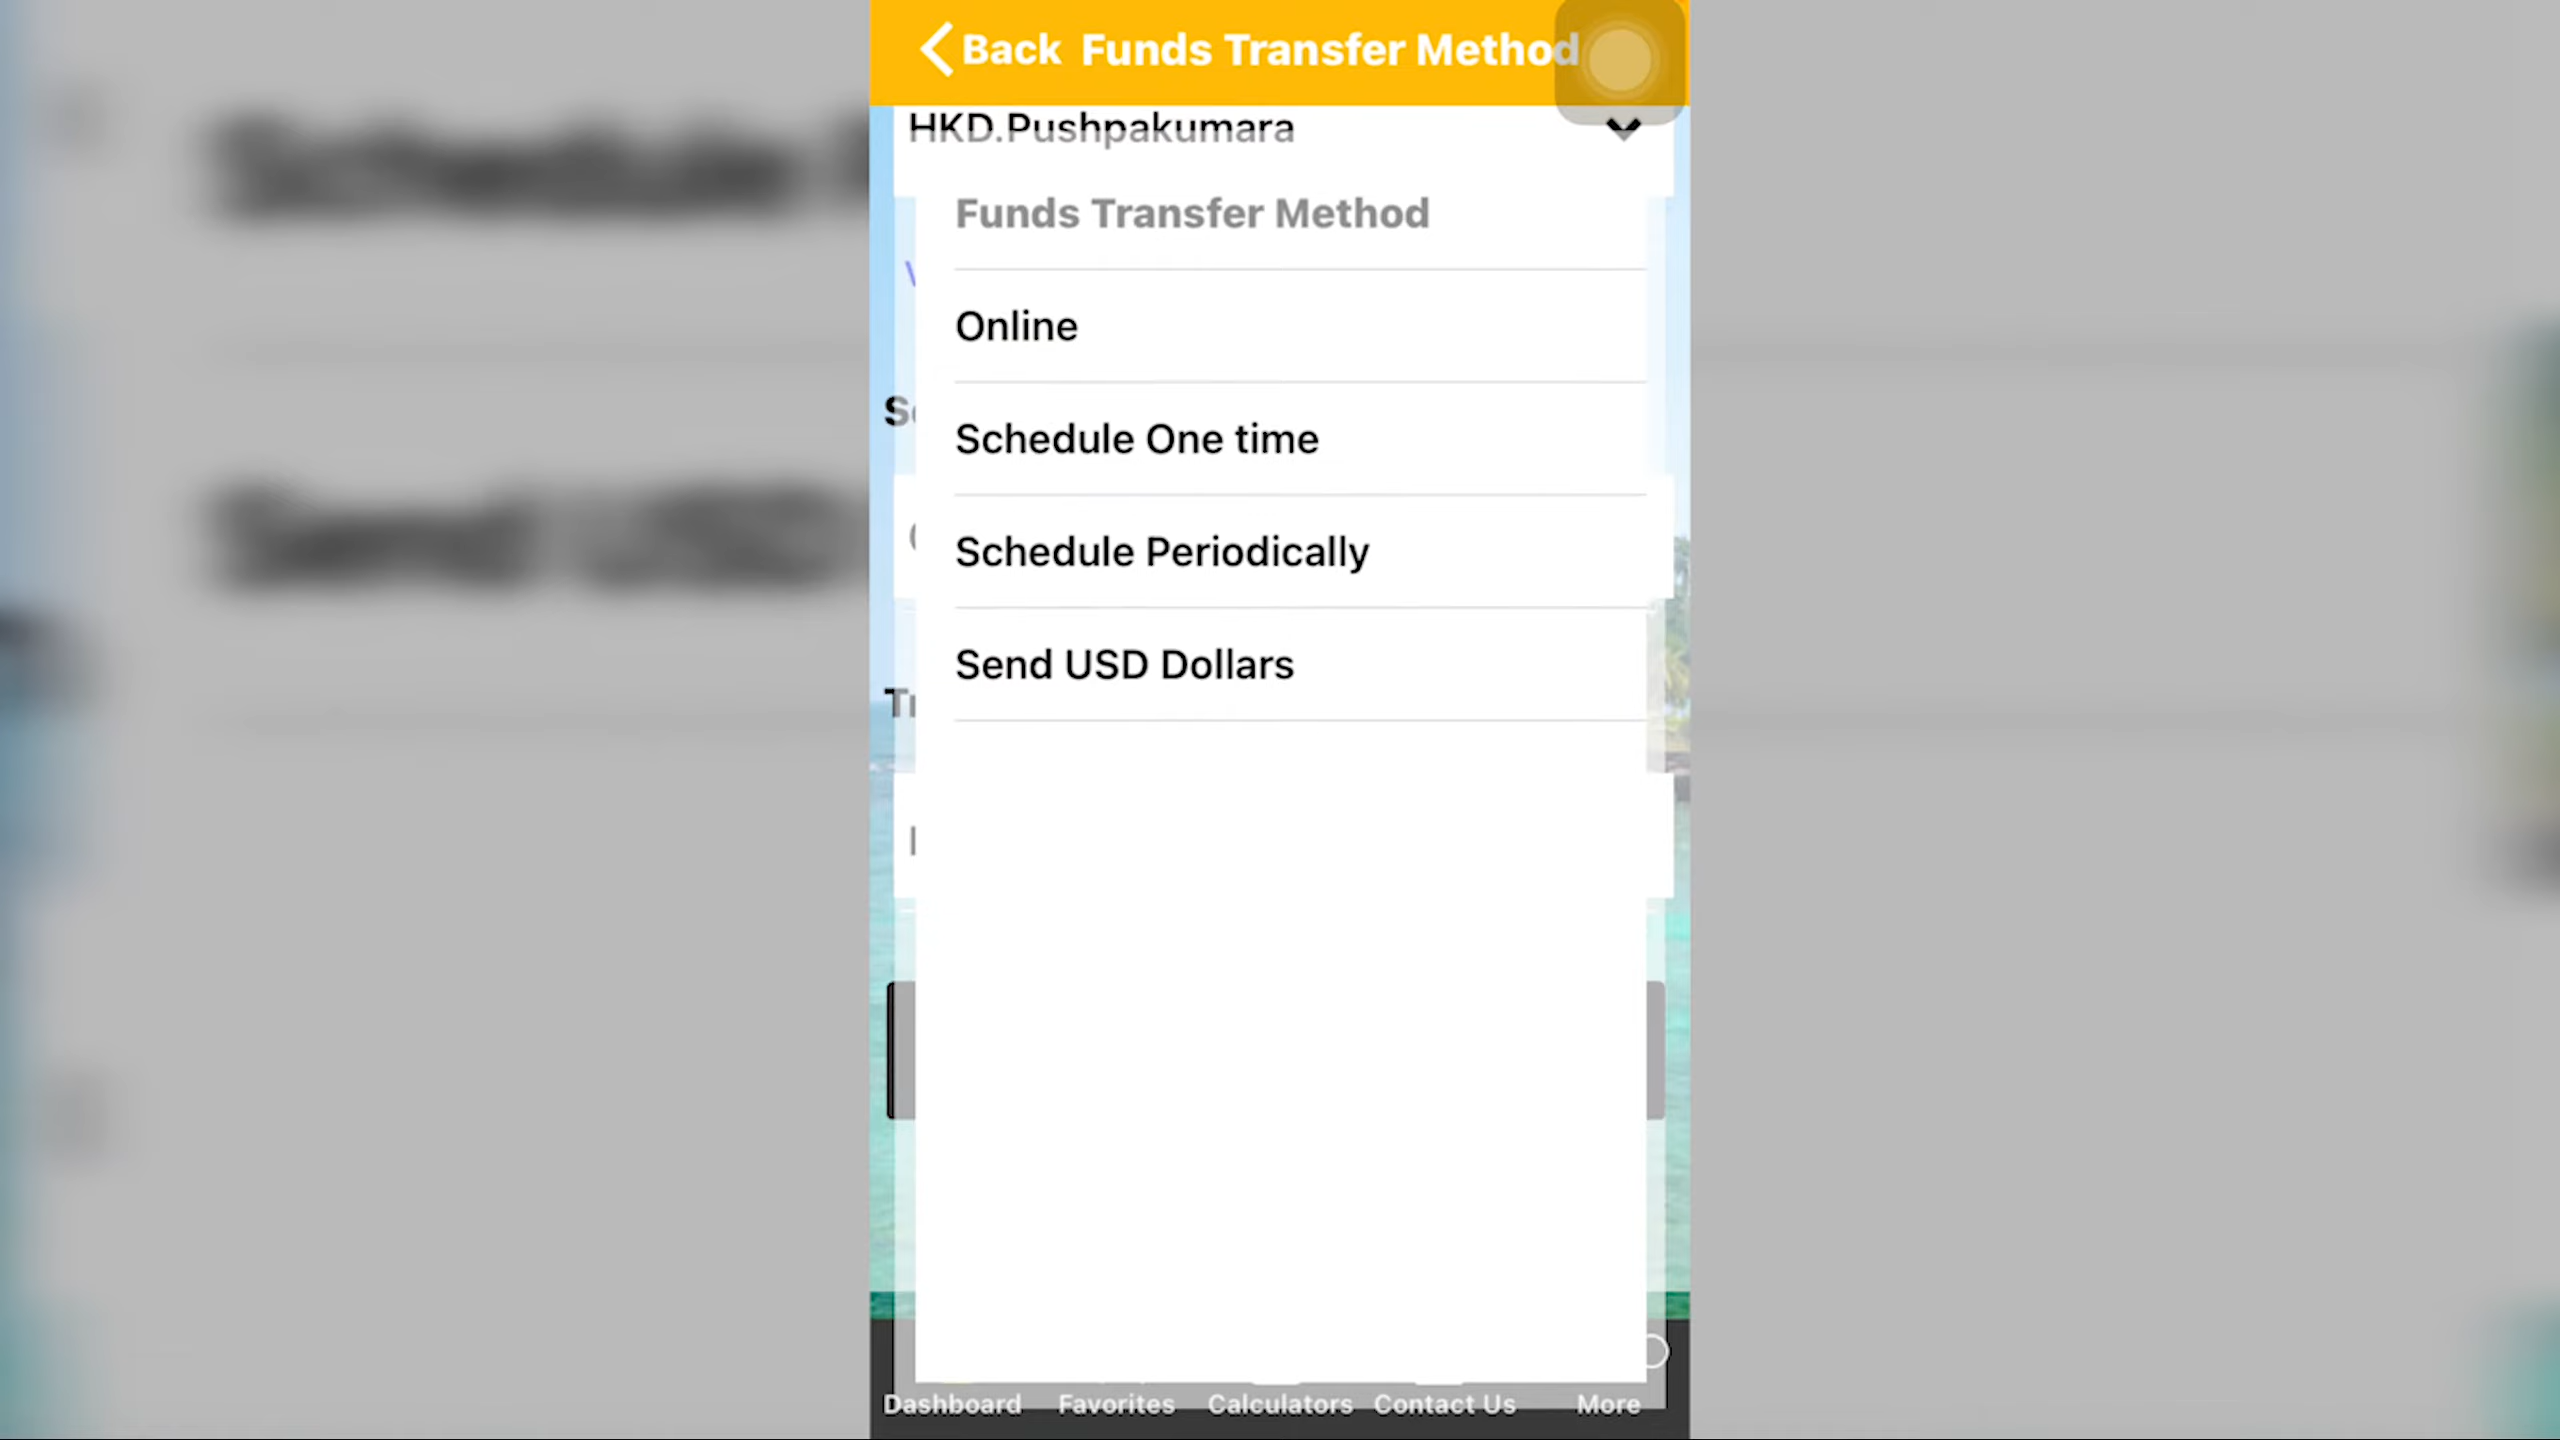 Back Funds Transfer Method
HKD.Pushpakumara
Funds Transfer Method
Online
Schedule One time
Schedule Periodically
Send USD Dollars
Dashboard Favorites Calculators Contact Us More